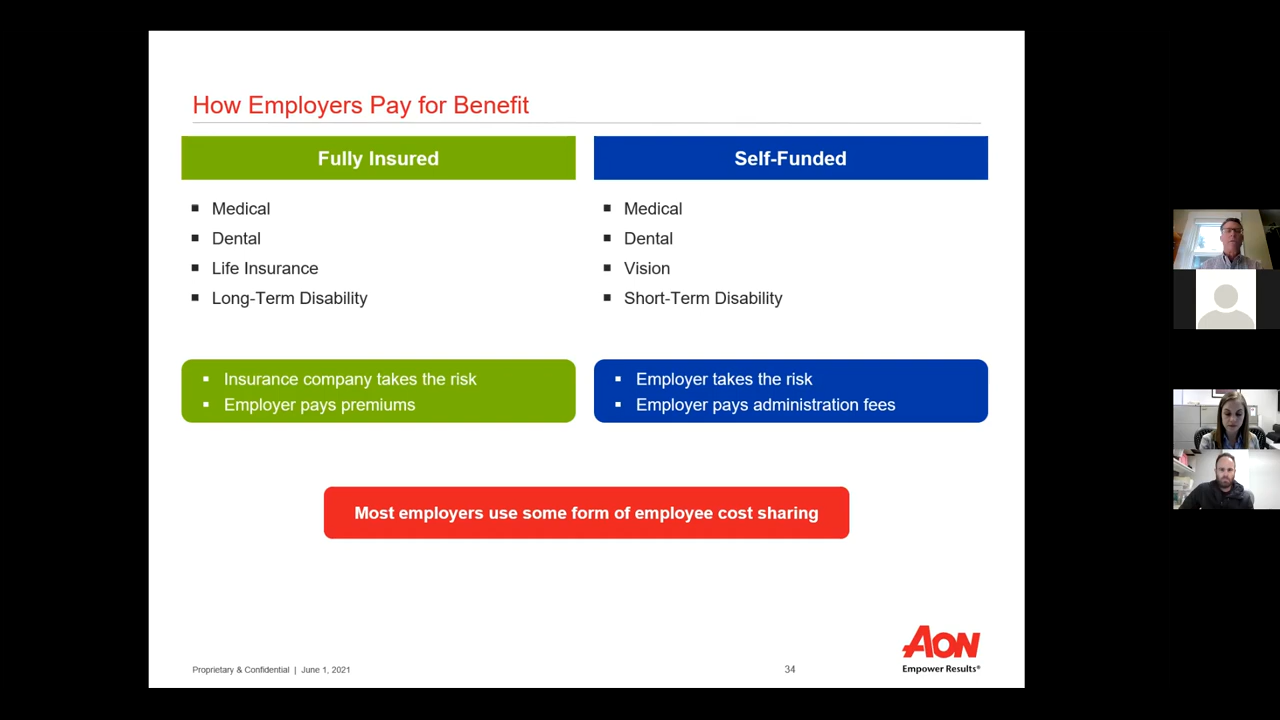 How Employers Pay for Benefit
Fully Insured
Medical
Dental
Life Insurance
Long-Term Disability
Insurance company takes the risk
Employer pays premiums
Self-Funded
Medical
Dental
Vision
Short-Term Disability
Employer takes the risk
Employer pays administration fees
Most employers use some form of employee cost sharing
Proprietary & Confidential | June 1, 2021
34
AON
Empower Results®